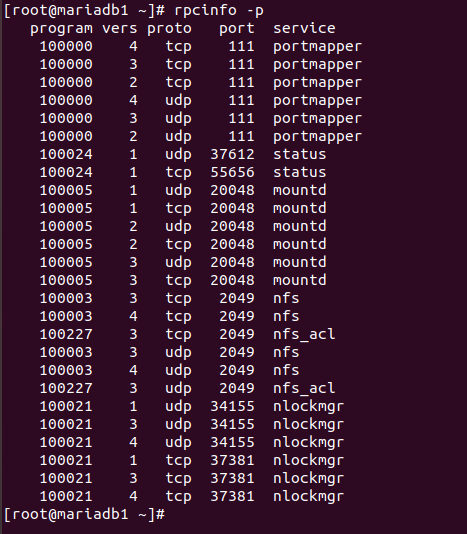 [root@mariadb1 ~]# rpcinfo -p
   program vers proto   port  service
    100000    4   tcp    111  portmapper
    100000    3   tcp    111  portmapper
    100000    2   tcp    111  portmapper
    100000    4   udp    111  portmapper
    100000    3   udp    111  portmapper
    100000    2   udp    111  portmapper
    100024    1   udp  37612  status
    100024    1   tcp  55656  status
    100005    1   udp  20048  mountd
    100005    1   tcp  20048  mountd
    100005    2   udp  20048  mountd
    100005    2   tcp  20048  mountd
    100005    3   udp  20048  mountd
    100005    3   tcp  20048  mountd
    100003    3   tcp   2049  nfs
    100003    4   tcp   2049  nfs
    100227    3   tcp   2049  nfs_acl
    100003    3   udp   2049  nfs
    100003    4   udp   2049  nfs
    100227    3   udp   2049  nfs_acl
    100021    1   udp  34155  nlockmgr
    100021    3   udp  34155  nlockmgr
    100021    4   udp  34155  nlockmgr
    100021    1   tcp  37381  nlockmgr
    100021    3   tcp  37381  nlockmgr
    100021    4   tcp  37381  nlockmgr
[root@mariadb1 ~]#